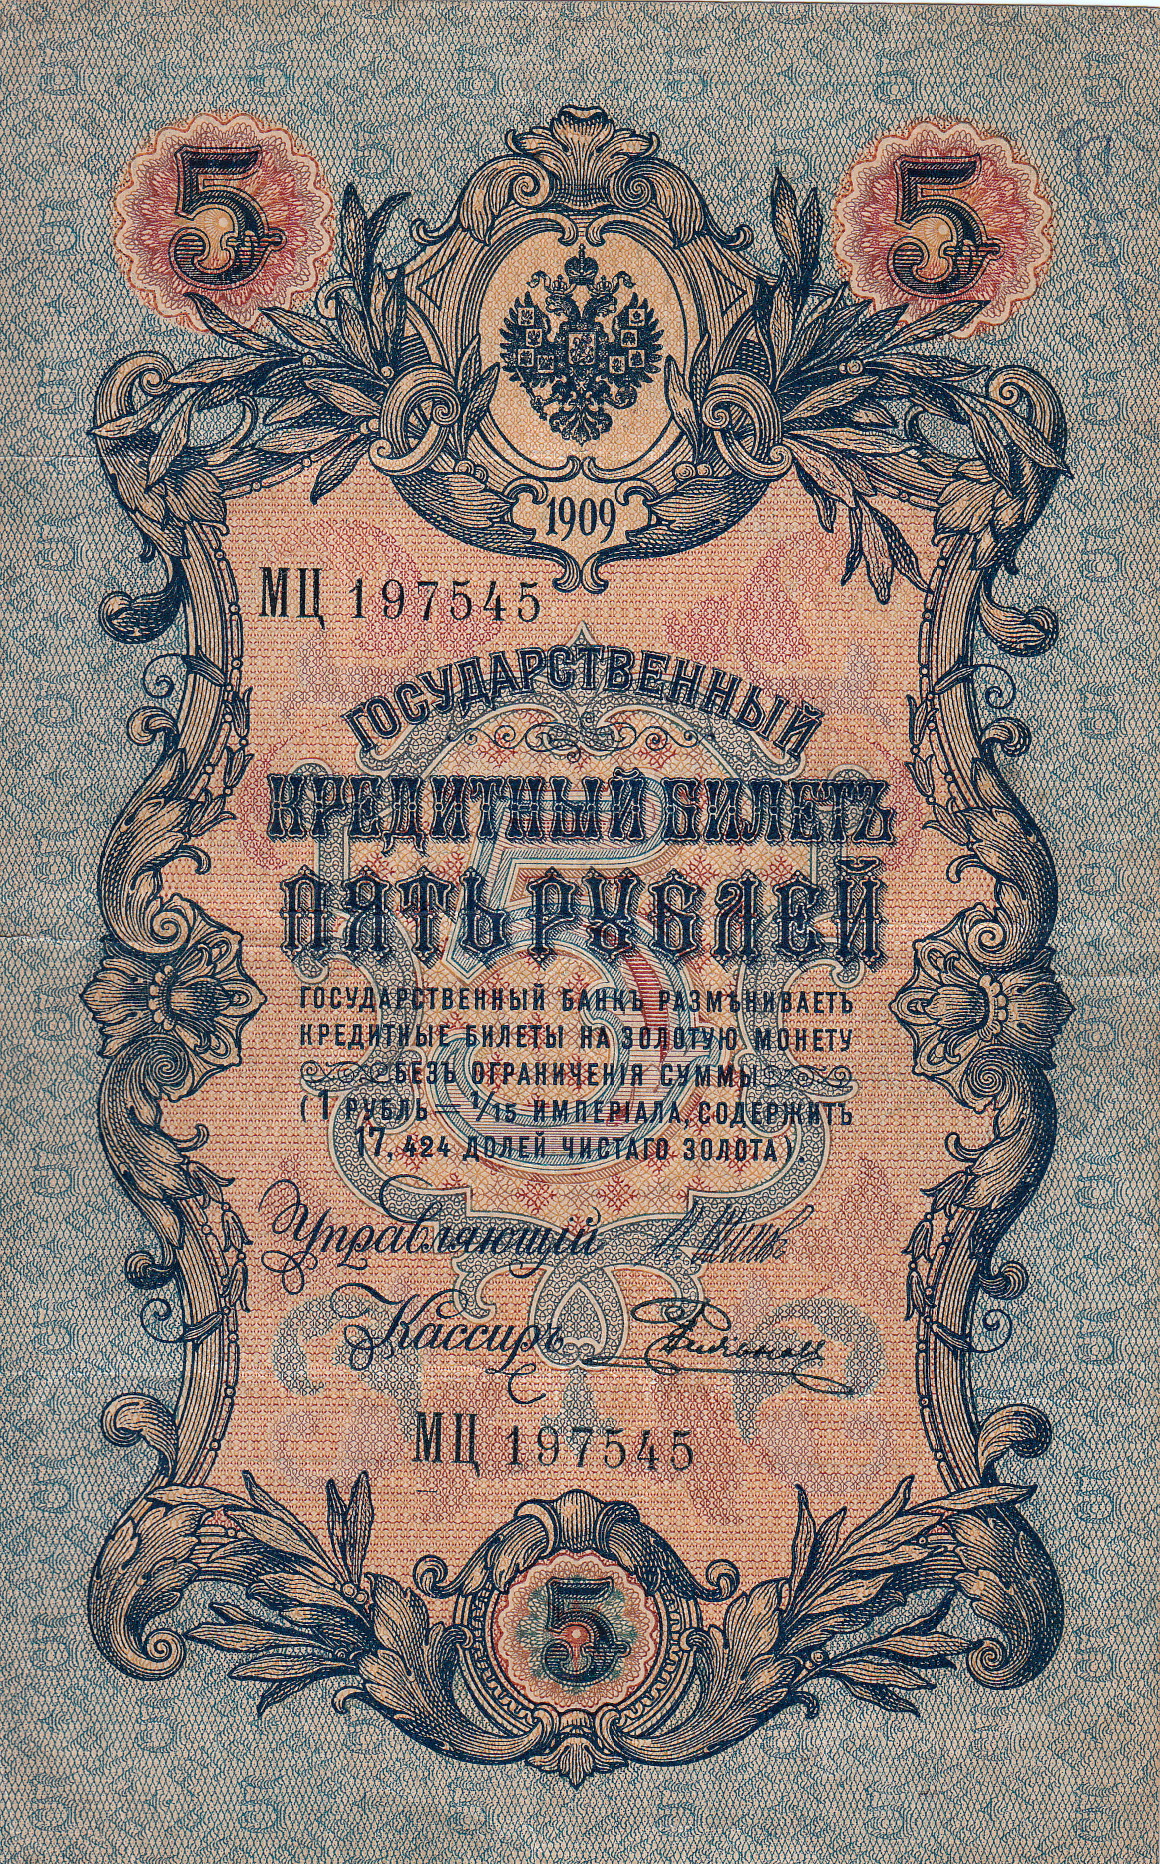 5 5
1909
МЦ 197545
ГОСУДАРСТВЕННЫЙ
КРЕДИТНЫЙ БИЛЕТЪ
ПЯТЬ РУБЛЕЙ
5
ГОСУДАРСТВЕННЫЙ БАНКЪ РАЗМѢНИВАЕТЪ
КРЕДИТНЫЕ БИЛЕТЫ НА ЗОЛОТУЮ МОНЕТУ
БЕЗЪ ОГРАНИЧЕНІЯ СУММЫ
(1 РУБЛЬ — 1/15 ИМПЕРІАЛА, СОДЕРЖИТЪ
17,424 ДОЛЕЙ ЧИСТАГО ЗОЛОТА).
Управляющій
Кассиръ
МЦ 197545
5